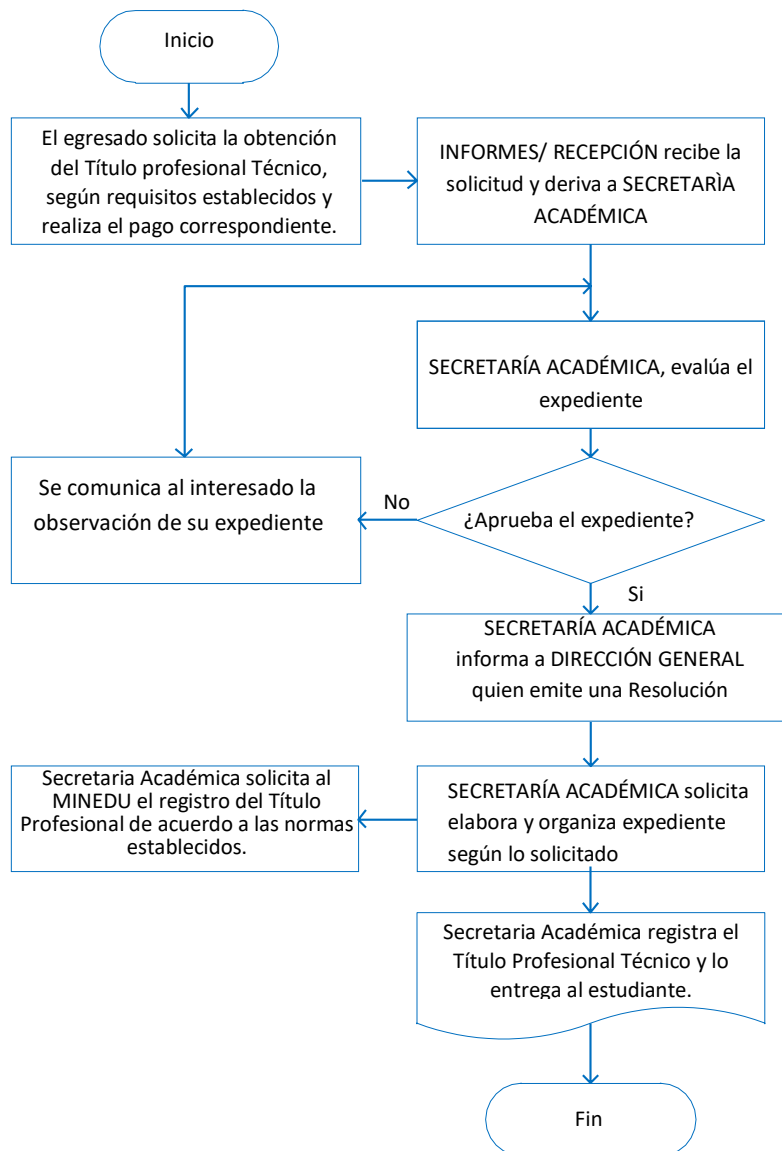 Inicio
El egresado solicita la obtención
del Título profesional Técnico,
según requisitos establecidos y
realiza el pago correspondiente.
INFORMES/ RECEPCIÓN recibe la
solicitud y deriva a SECRETARÌA
ACADÉMICA
SECRETARÍA ACADÉMICA, evalúa el
expediente
Se comunica al interesado la
observación de su expediente
No
¿Aprueba el expediente?
Si
SECRETARÍA ACADÉMICA
informa a DIRECCIÓN GENERAL
quien emite una Resolución
Secretaria Académica solicita al
MINEDU el registro del Título
Profesional de acuerdo a las normas
establecidos.
SECRETARÍA ACADÉMICA solicita
elabora y organiza expediente
según lo solicitado
Secretaria Académica registra el
Título Profesional Técnico y lo
entrega al estudiante.
Fin